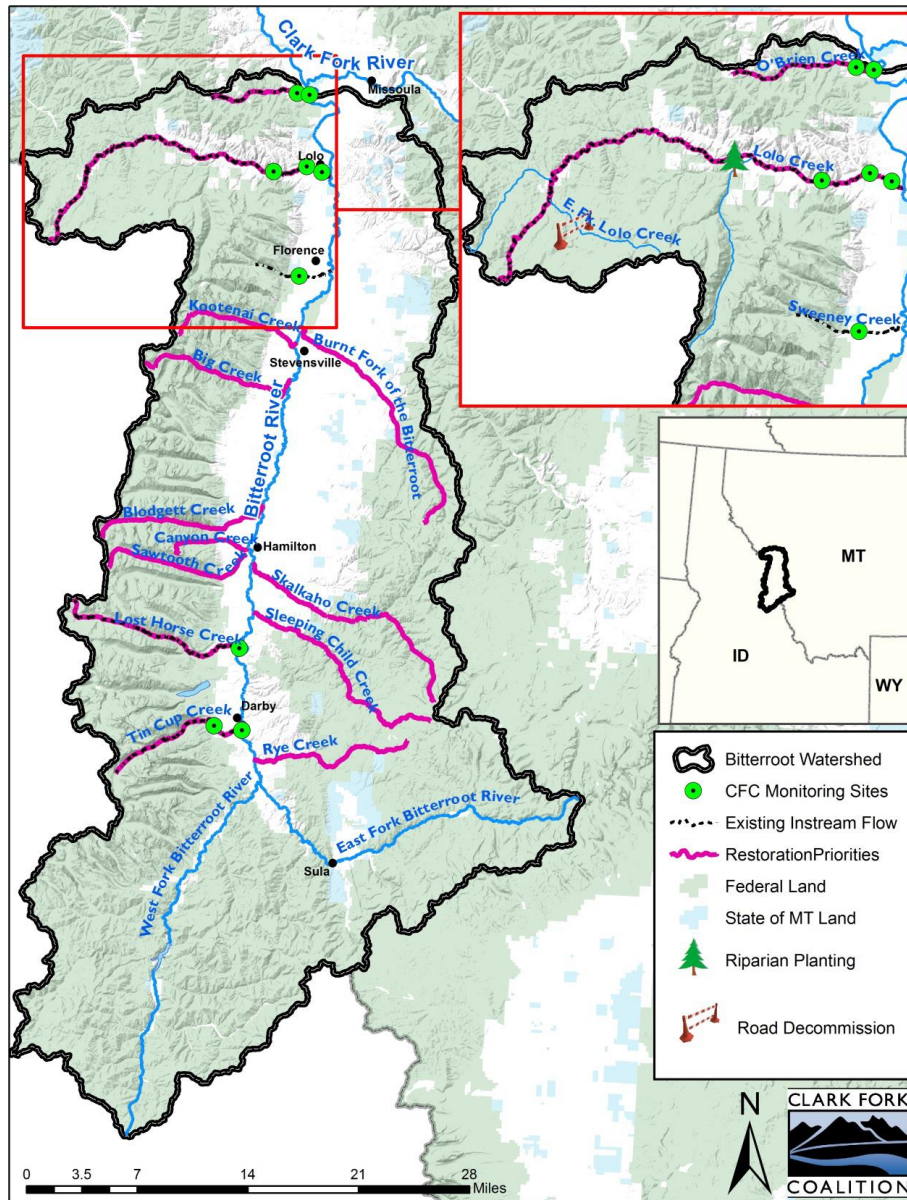 Clark Fork River
Missoula
Lolo
Florence
Kootenai Creek
Big Creek
Stevensville
Burnt Fork of the Bitterroot
Bitterroot River
Blodgett Creek
Canyon Creek
Sawtooth Creek
Hamilton
Skalkaho Creek
Sleeping Child Creek
Lost Horse Creek
Tin Cup Creek
Darby
Rye Creek
West Fork Bitterroot River
East Fork Bitterroot River
Sula
0 3.5 7 14 21 28
Miles
O'Brien Creek
Lolo Creek
E Fk Lolo Creek
Sweeney Creek
MT
ID
WY
Bitterroot Watershed
CFC Monitoring Sites
Existing Instream Flow
RestorationPriorities
Federal Land
State of MT Land
Riparian Planting
Road Decommission
N
CLARK FORK
COALITION